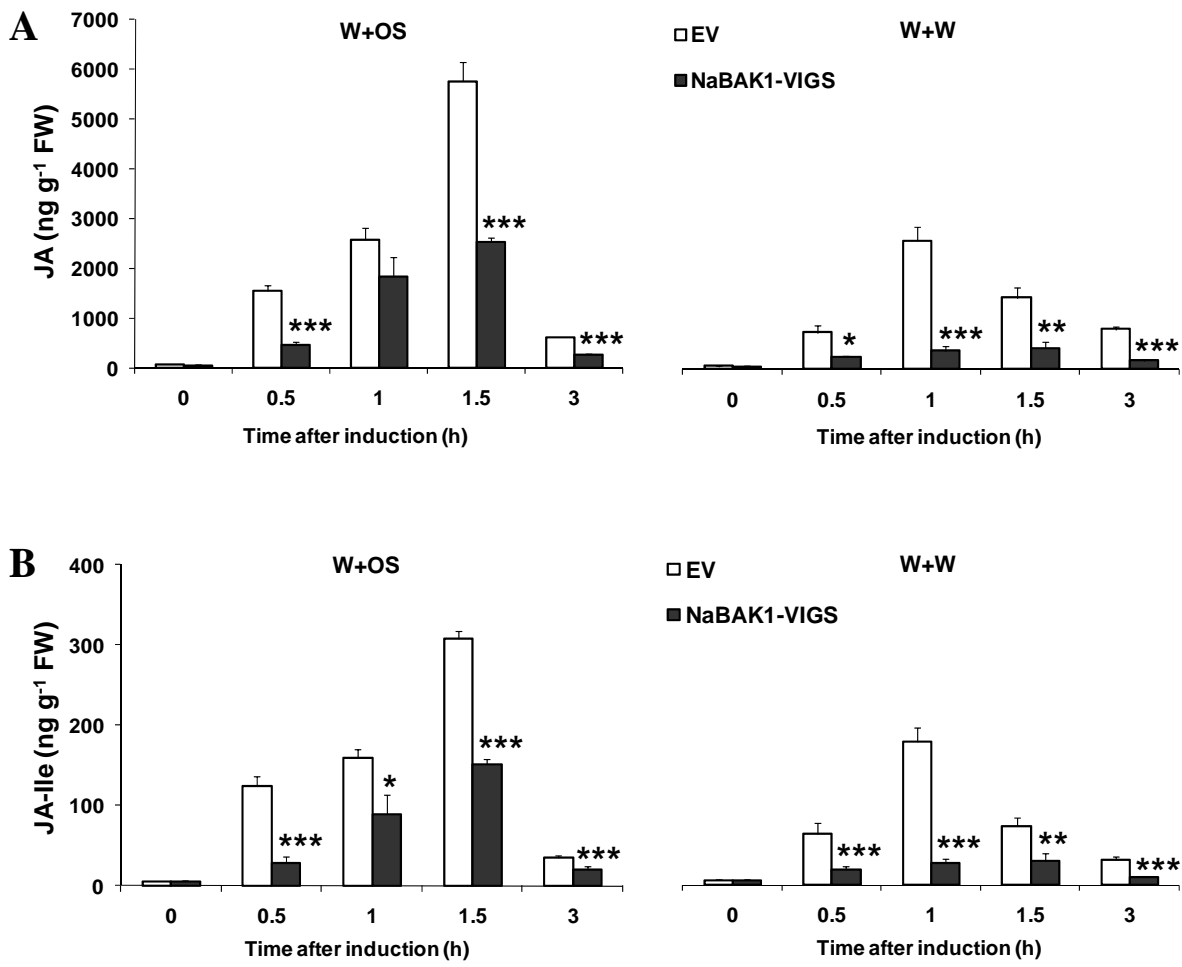 A
W+OS
EV
W+W
NaBAK1-VIGS
JA (ng g⁻¹ FW)
7000
6000
5000
4000
3000
2000
1000
0
***
***
***
*
***
**
***
0 0.5 1 1.5 3
Time after induction (h)
0 0.5 1 1.5 3
Time after induction (h)
B
W+OS
EV
W+W
NaBAK1-VIGS
JA-Ile (ng g⁻¹ FW)
400
300
200
100
0
***
*
***
***
***
***
**
***
0 0.5 1 1.5 3
Time after induction (h)
0 0.5 1 1.5 3
Time after induction (h)